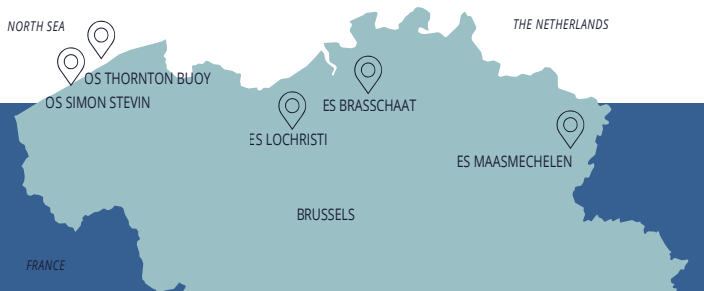 NORTH SEA
THE NETHERLANDS
OS THORNTON BUOY
OS SIMON STEVIN
ES BRASSCHAAT
ES LOCHRISTI
ES MAASMECHELEN
BRUSSELS
FRANCE